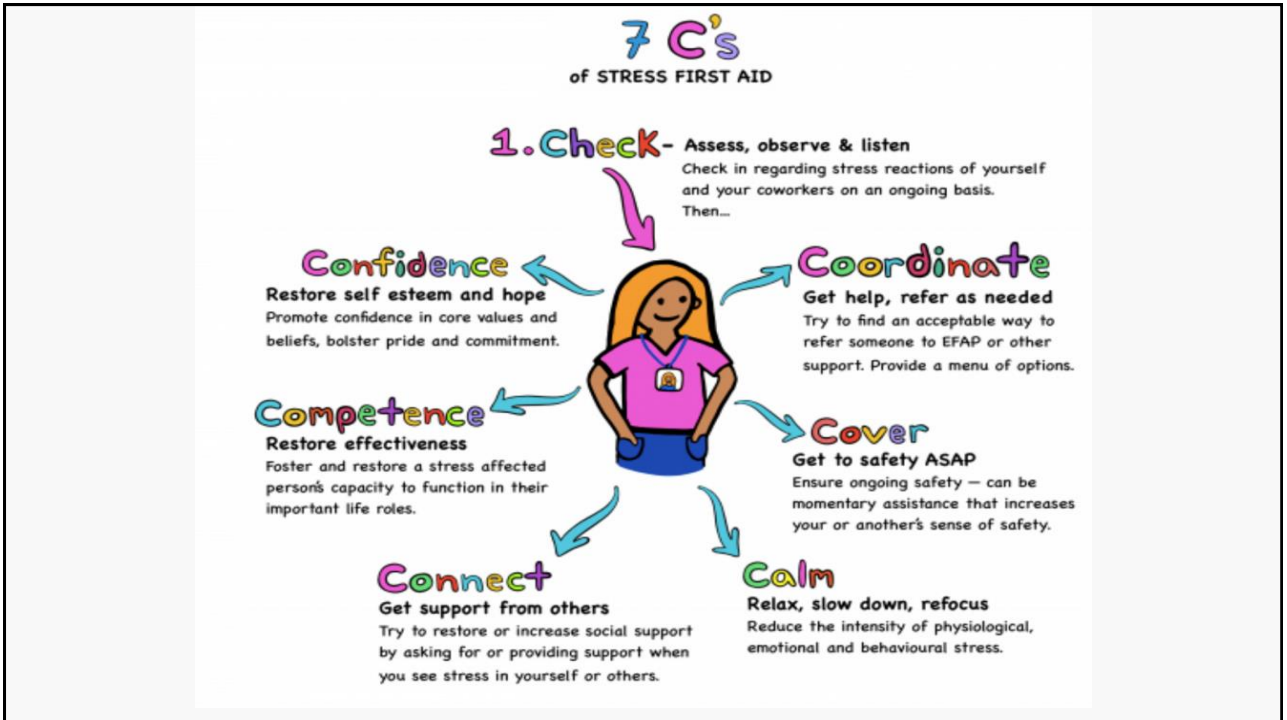 7 C's
of STRESS FIRST AID
1. Check- Assess, observe & listen
Check in regarding stress reactions of yourself
and your coworkers on an ongoing basis.
Then...
Coordinate
Get help, refer as needed
Try to find an acceptable way to
refer someone to EFAP or other
support. Provide a menu of options.
Cover
Get to safety ASAP
Ensure ongoing safety — can be
momentary assistance that increases
your or another's sense of safety.
Calm
Relax, slow down, refocus
Reduce the intensity of physiological,
emotional and behavioural stress.
Connect
Get support from others
Try to restore or increase social support
by asking for or providing support when
you see stress in yourself or others.
Competence
Restore effectiveness
Foster and restore a stress affected
person's capacity to function in their
important life roles.
Confidence
Restore self esteem and hope
Promote confidence in core values and
beliefs, bolster pride and commitment.